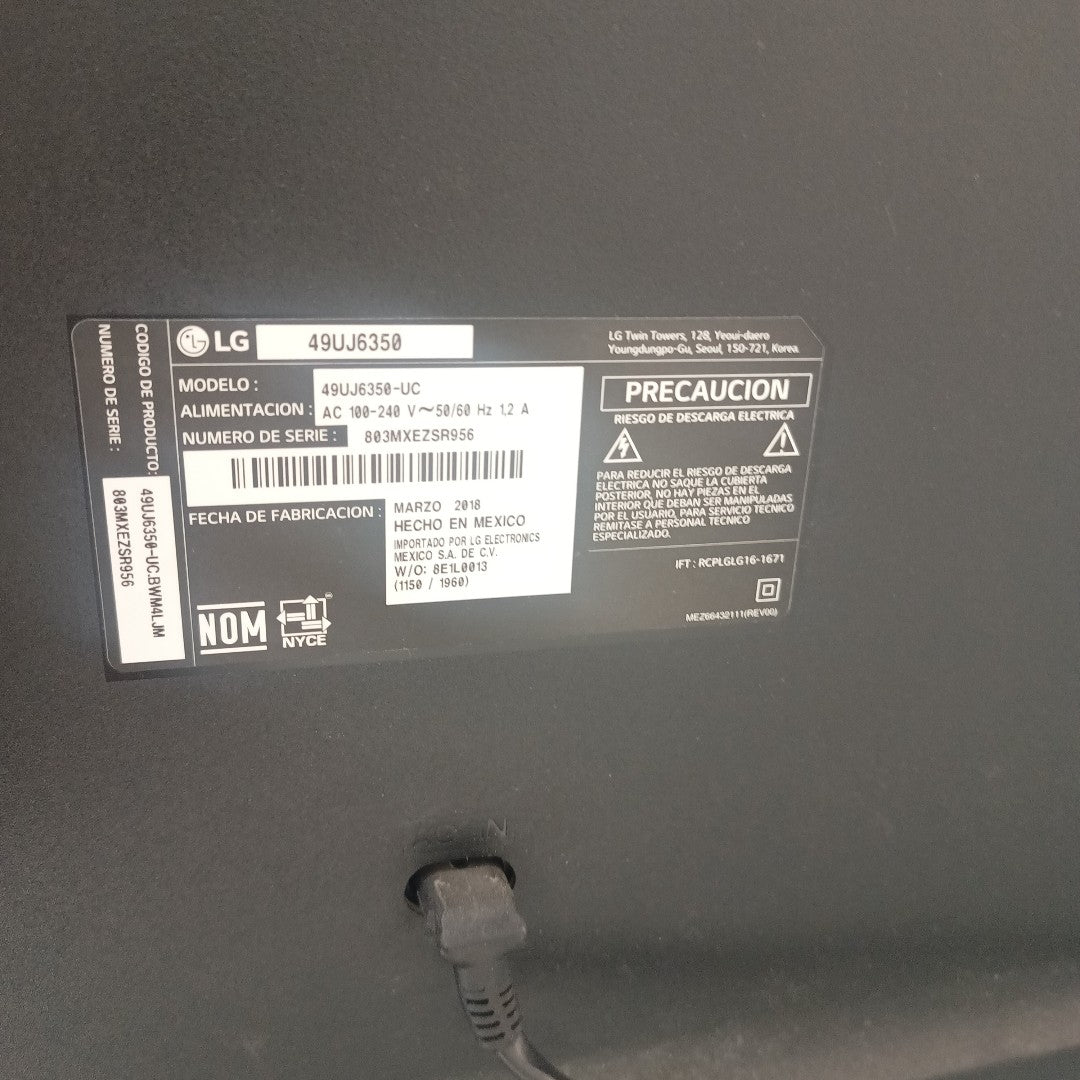 LG 49UJ6350
MODELO : 49UJ6350-UC
ALIMENTACION : AC 100-240 V~50/60 Hz 1,2 A
NUMERO DE SERIE : 803MXEZSR956
FECHA DE FABRICACION : MARZO 2018
HECHO EN MEXICO
IMPORTADO POR LG ELECTRONICS
MEXICO S.A. DE C.V.
W/O: 8E1L0013
(1150 / 1960)
NOM
NYCE
CODIGO DE PRODUCTO: 49UJ6350-UC.BWM4LJM
NUMERO DE SERIE : 803MXEZSR956
LG Twin Towers, 128, Yeoui-daero
Youngdungpo-Gu, Seoul, 150-721, Korea.
PRECAUCION
RIESGO DE DESCARGA ELECTRICA
PARA REDUCIR EL RIESGO DE DESCARGA
ELECTRICA NO SAQUE LA CUBIERTA
POSTERIOR. NO HAY PIEZAS EN EL
INTERIOR QUE DEBAN SER MANIPULADAS
POR EL USUARIO, PARA SERVICIO TECNICO
REMITASE A PERSONAL TECNICO
ESPECIALIZADO.
IFT : RCPLGLG16-1671
MEZ66432111(REV00)
AC IN